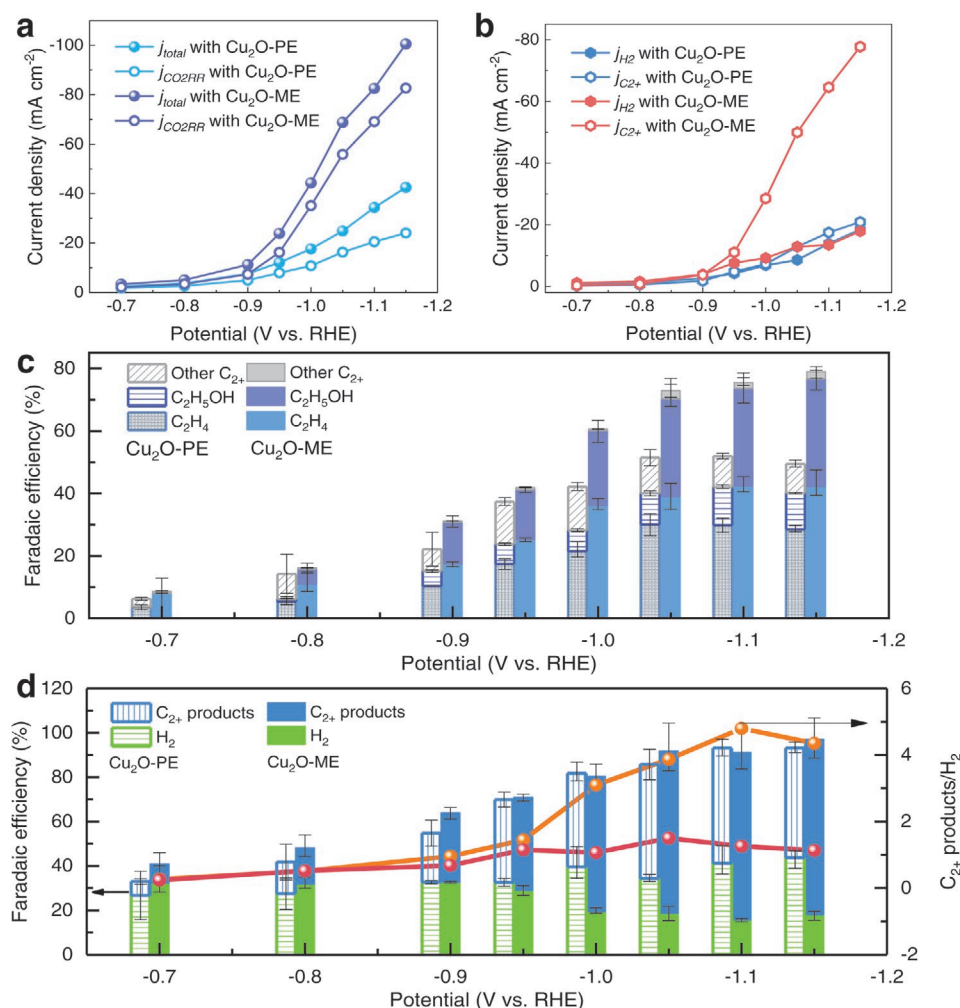 a
Current density (mA cm⁻²)
-100
-80
-60
-40
-20
0
j_total with Cu₂O-PE
j_CO2RR with Cu₂O-PE
j_total with Cu₂O-ME
j_CO2RR with Cu₂O-ME
-0.7 -0.8 -0.9 -1.0 -1.1 -1.2
Potential (V vs. RHE)
b
Current density (mA cm⁻²)
-80
-60
-40
-20
0
j_H2 with Cu₂O-PE
j_C2+ with Cu₂O-PE
j_H2 with Cu₂O-ME
j_C2+ with Cu₂O-ME
-0.7 -0.8 -0.9 -1.0 -1.1 -1.2
Potential (V vs. RHE)
c
Faradaic efficiency (%)
80
60
40
20
0
Other C₂₊ Other C₂₊
C₂H₅OH C₂H₅OH
C₂H₄ C₂H₄
Cu₂O-PE Cu₂O-ME
-0.7 -0.8 -0.9 -1.0 -1.1 -1.2
Potential (V vs. RHE)
d
Faradaic efficiency (%)
120
100
80
60
40
20
0
C₂₊ products C₂₊ products
H₂ H₂
Cu₂O-PE Cu₂O-ME
6
4
2
0
-2
C₂₊ products/H₂
-0.7 -0.8 -0.9 -1.0 -1.1 -1.2
Potential (V vs. RHE)